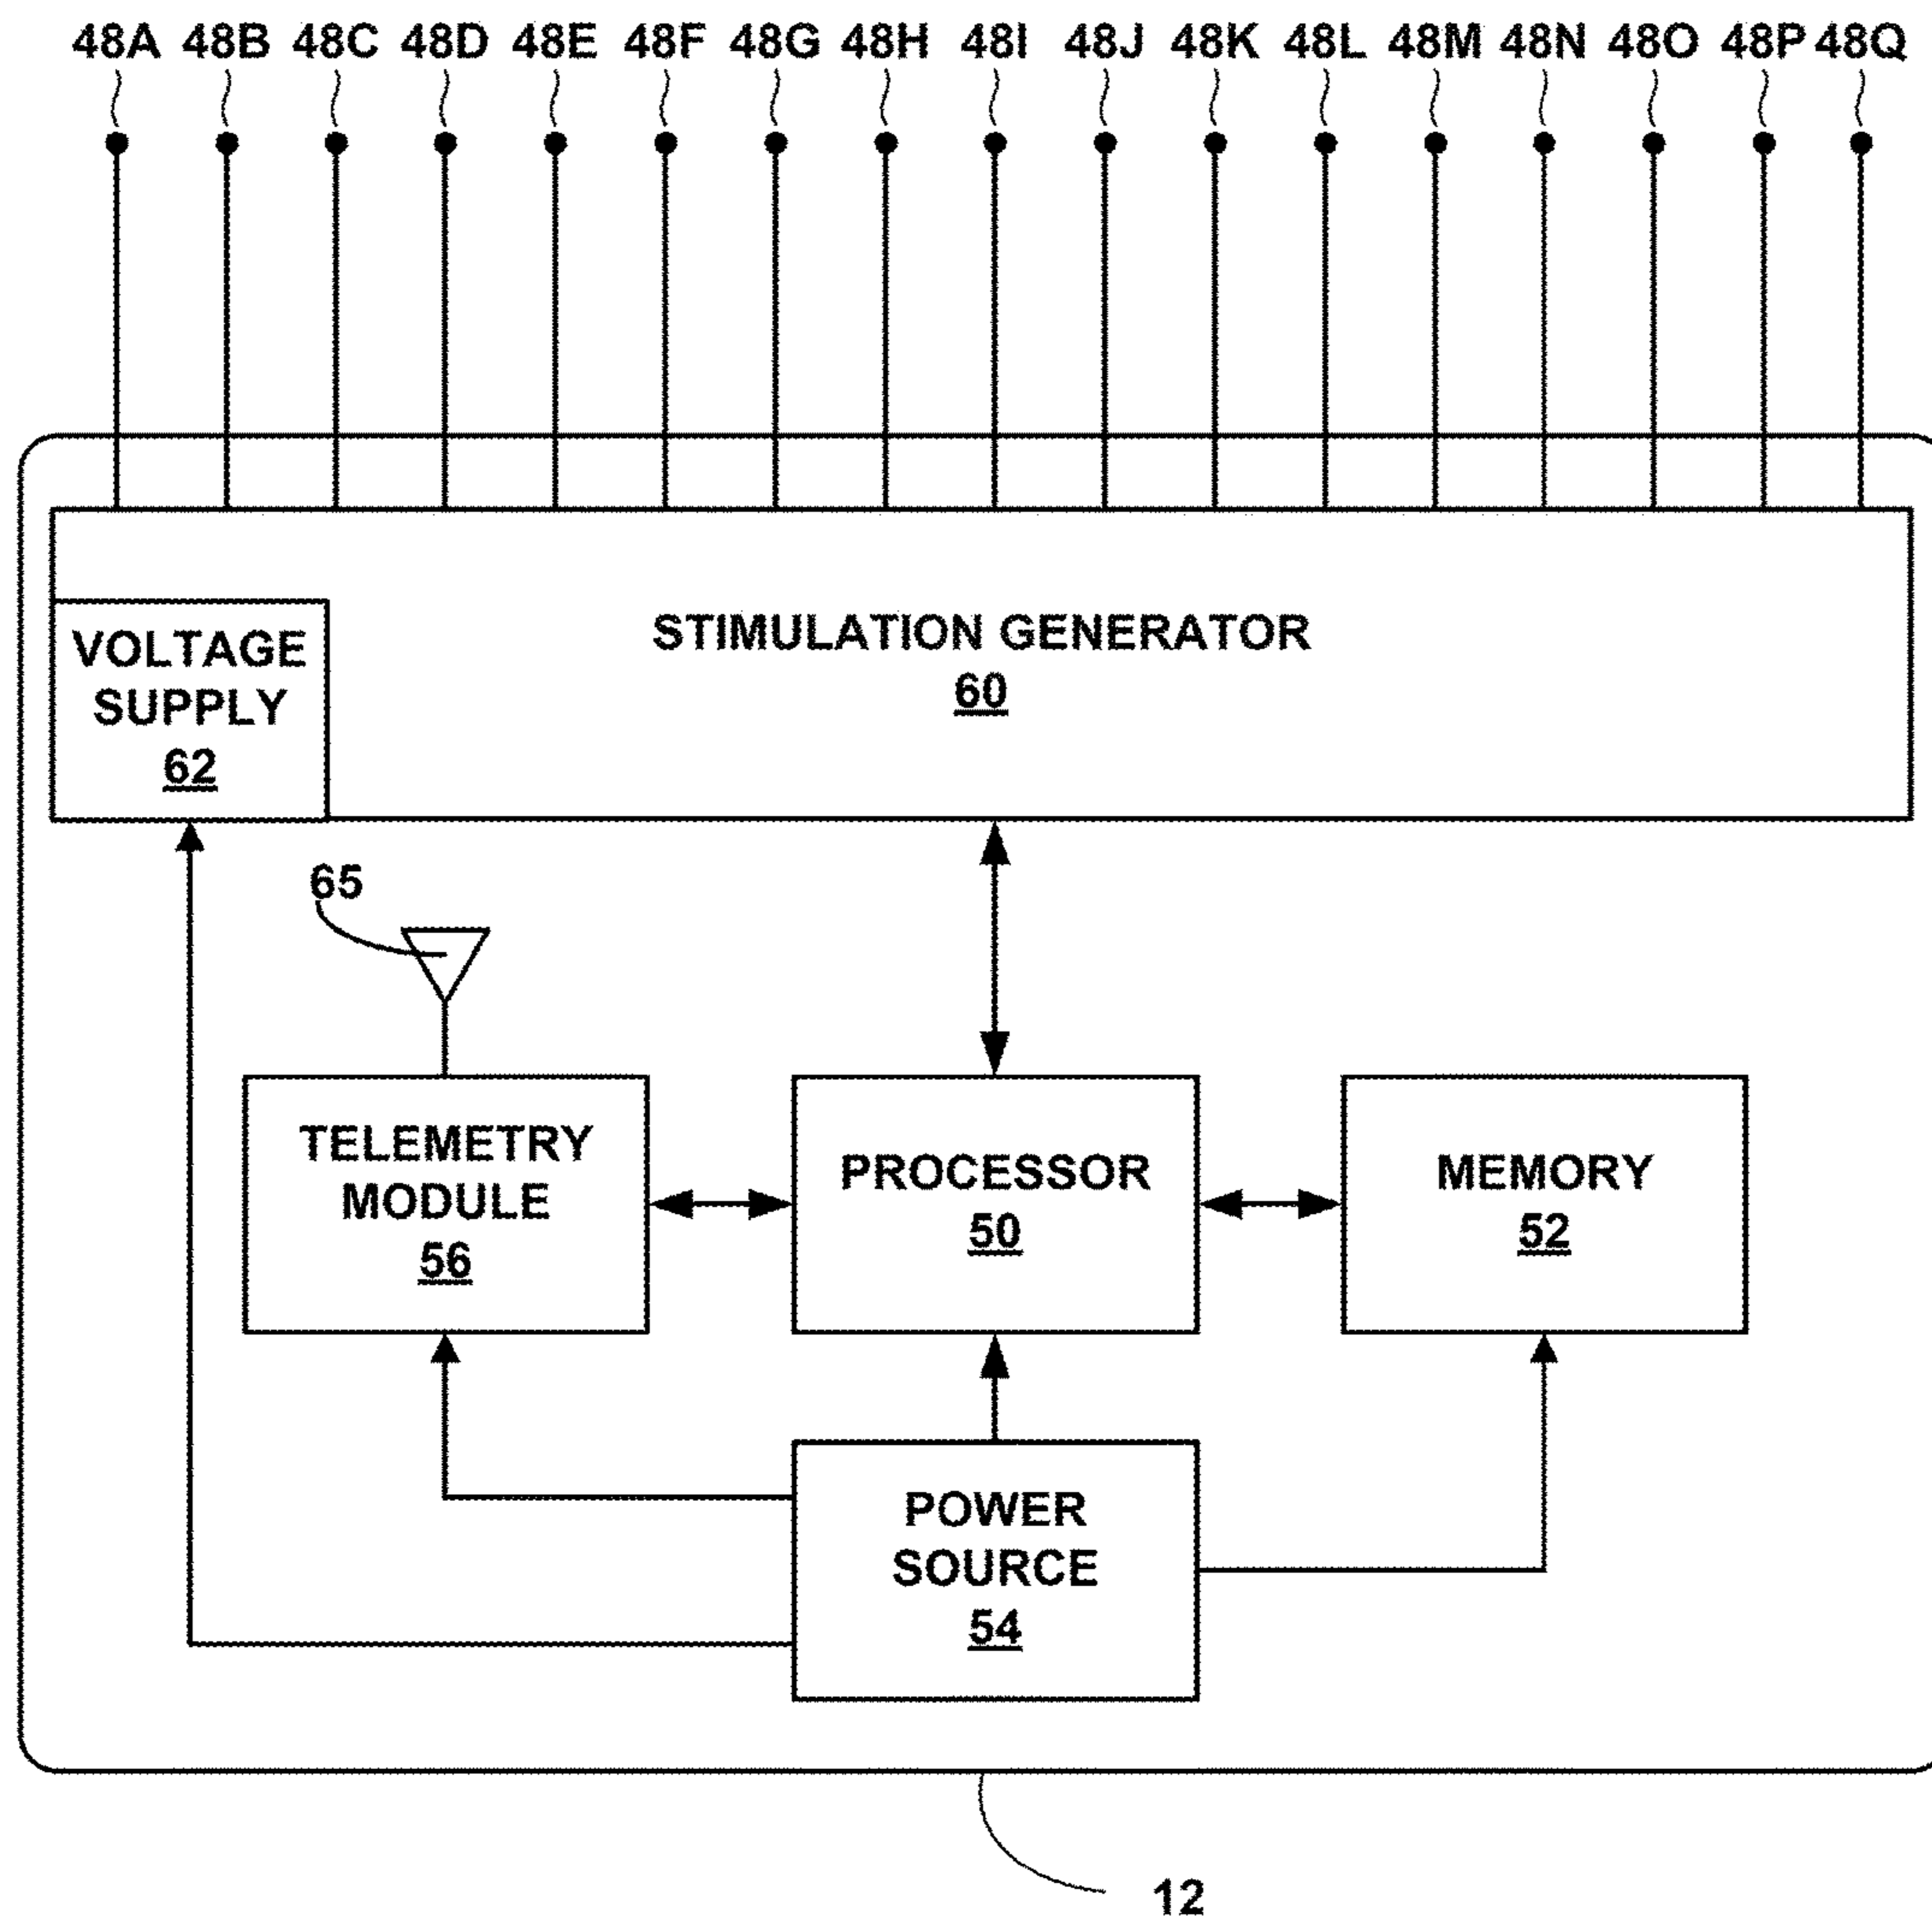 48A 48B 48C 48D 48E 48F 48G 48H 48I 48J 48K 48L 48M 48N 48O 48P 48Q
STIMULATION GENERATOR
60
VOLTAGE
SUPPLY
62
65
TELEMETRY
MODULE
56
PROCESSOR
50
MEMORY
52
POWER
SOURCE
54
12